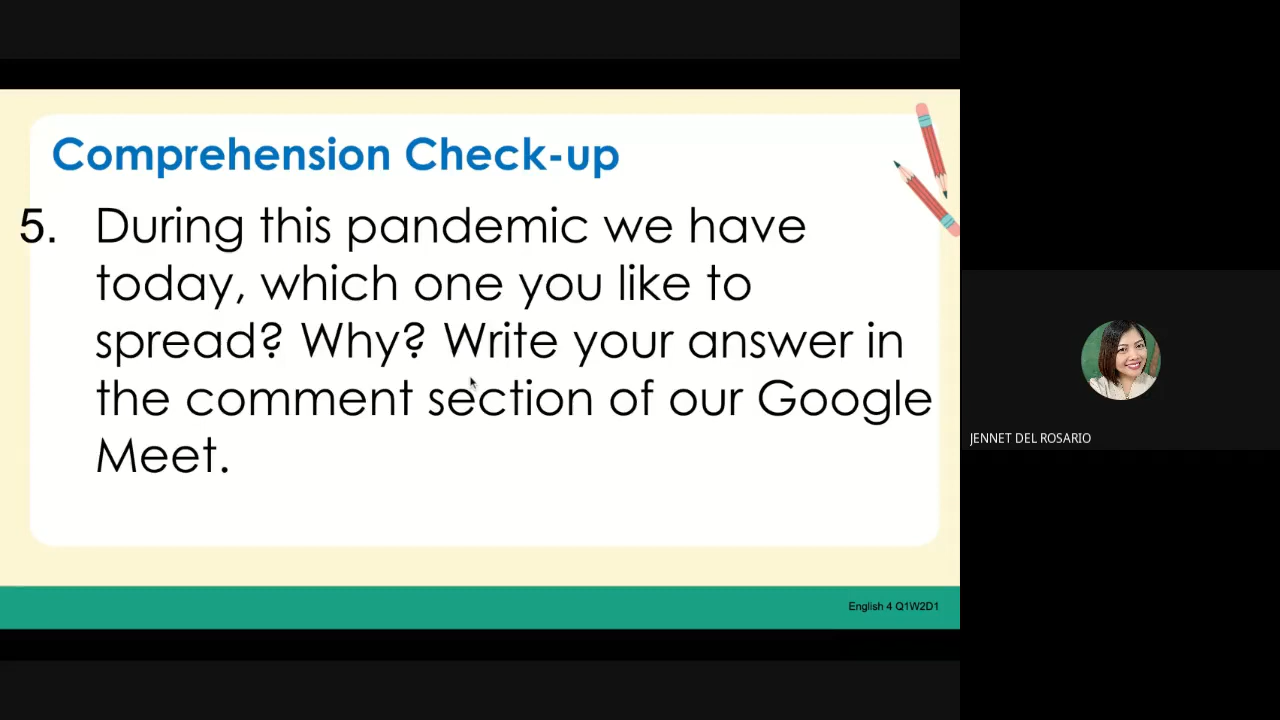 Comprehension Check-up
5. During this pandemic we have
today, which one you like to
spread? Why? Write your answer in
the comment section of our Google
Meet.
English 4 Q1W2D1
JENNET DEL ROSARIO